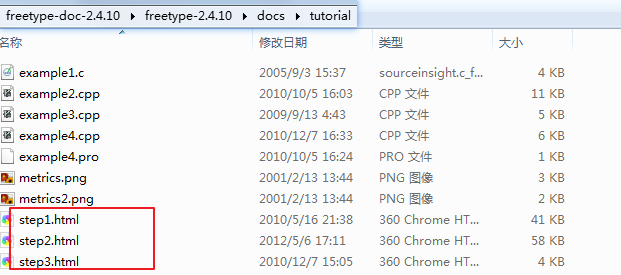 freetype-doc-2.4.10 freetype-2.4.10 docs tutorial
名称 修改日期 类型 大小
example1.c 2005/9/3 15:37 sourceinsight.c_f... 4 KB
example2.cpp 2010/10/5 16:03 CPP 文件 11 KB
example3.cpp 2009/9/13 4:43 CPP 文件 5 KB
example4.cpp 2010/12/7 16:33 CPP 文件 6 KB
example4.pro 2010/10/5 16:24 PRO 文件 1 KB
metrics.png 2001/2/13 13:44 PNG 图像 3 KB
metrics2.png 2001/2/13 13:44 PNG 图像 2 KB
step1.html 2010/5/16 21:38 360 Chrome HT... 41 KB
step2.html 2012/5/6 17:11 360 Chrome HT... 58 KB
step3.html 2010/12/7 15:05 360 Chrome HT... 3 KB